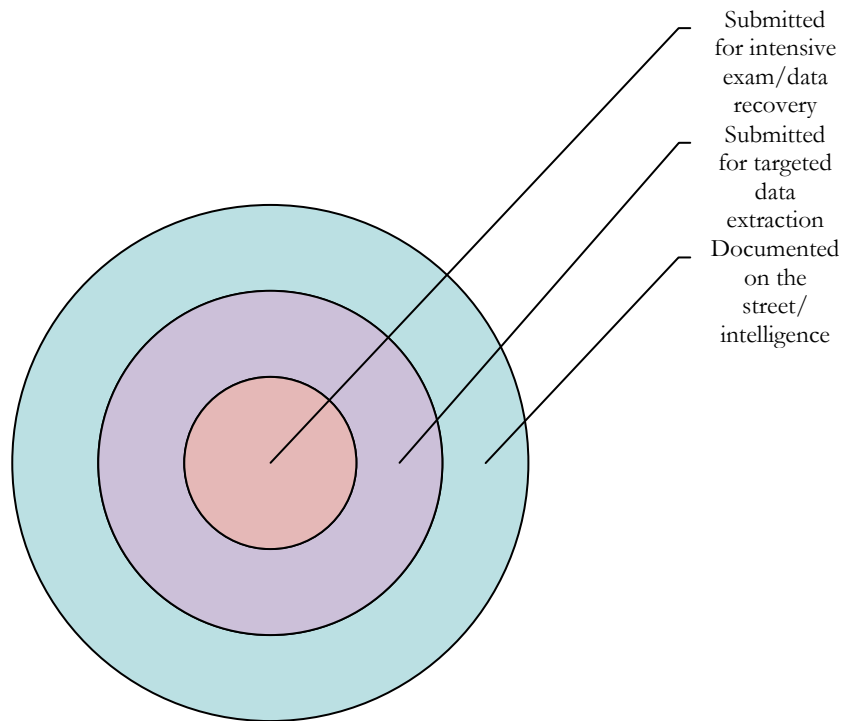 Submitted
for intensive
exam/data
recovery
Submitted
for targeted
data
extraction
Documented
on the
street/
intelligence